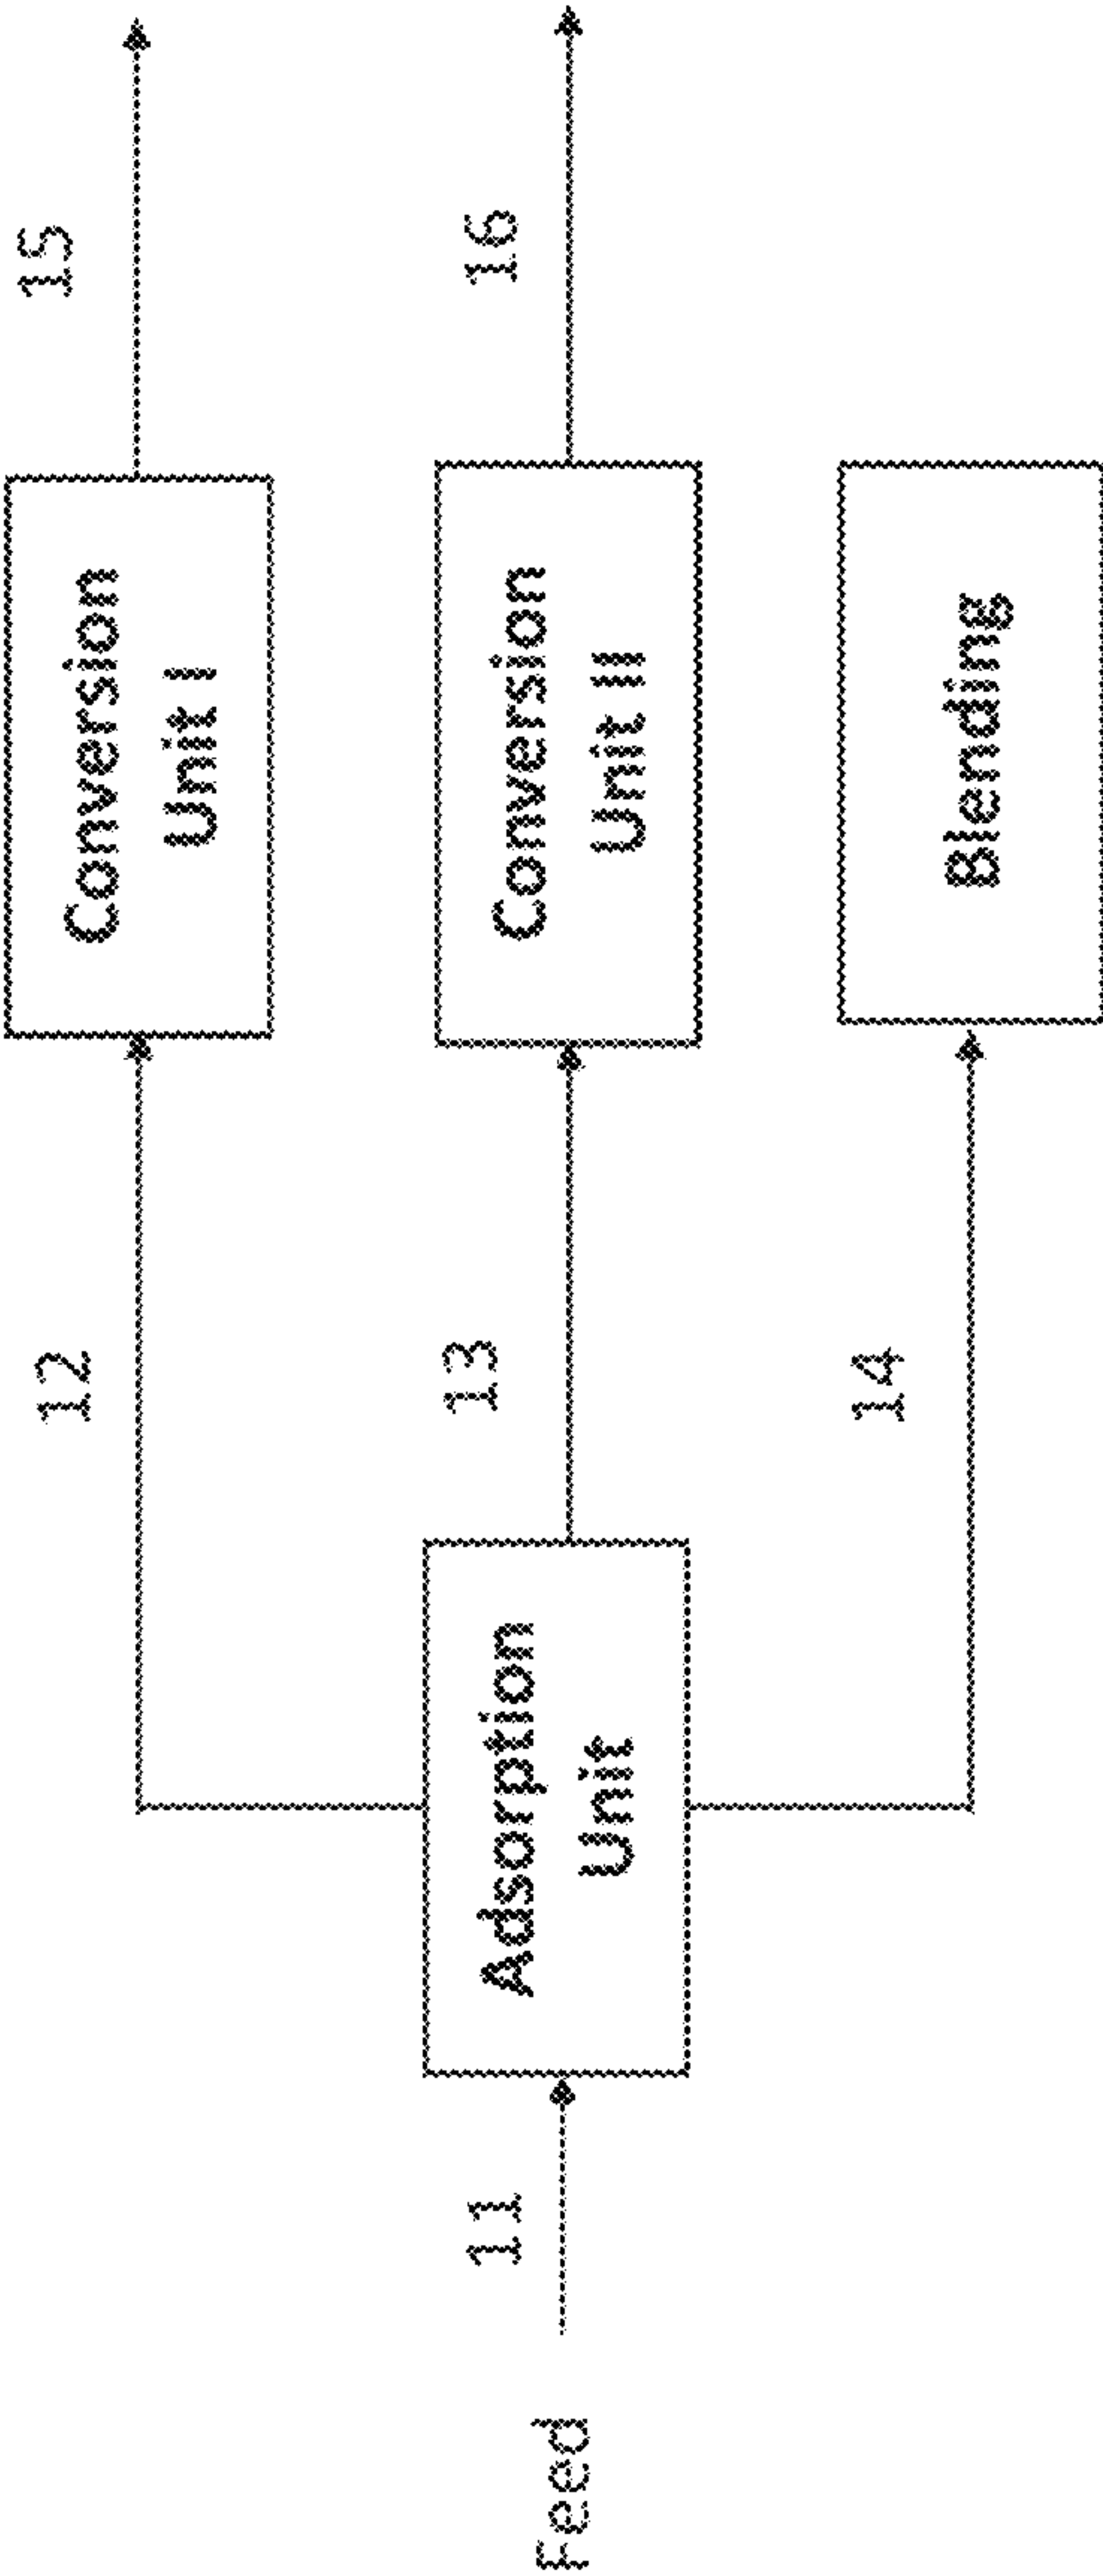 15
Conversion
Unit I
12
16
Conversion
Unit II
13
Adsorption
Unit
11
Feed
14
Blending